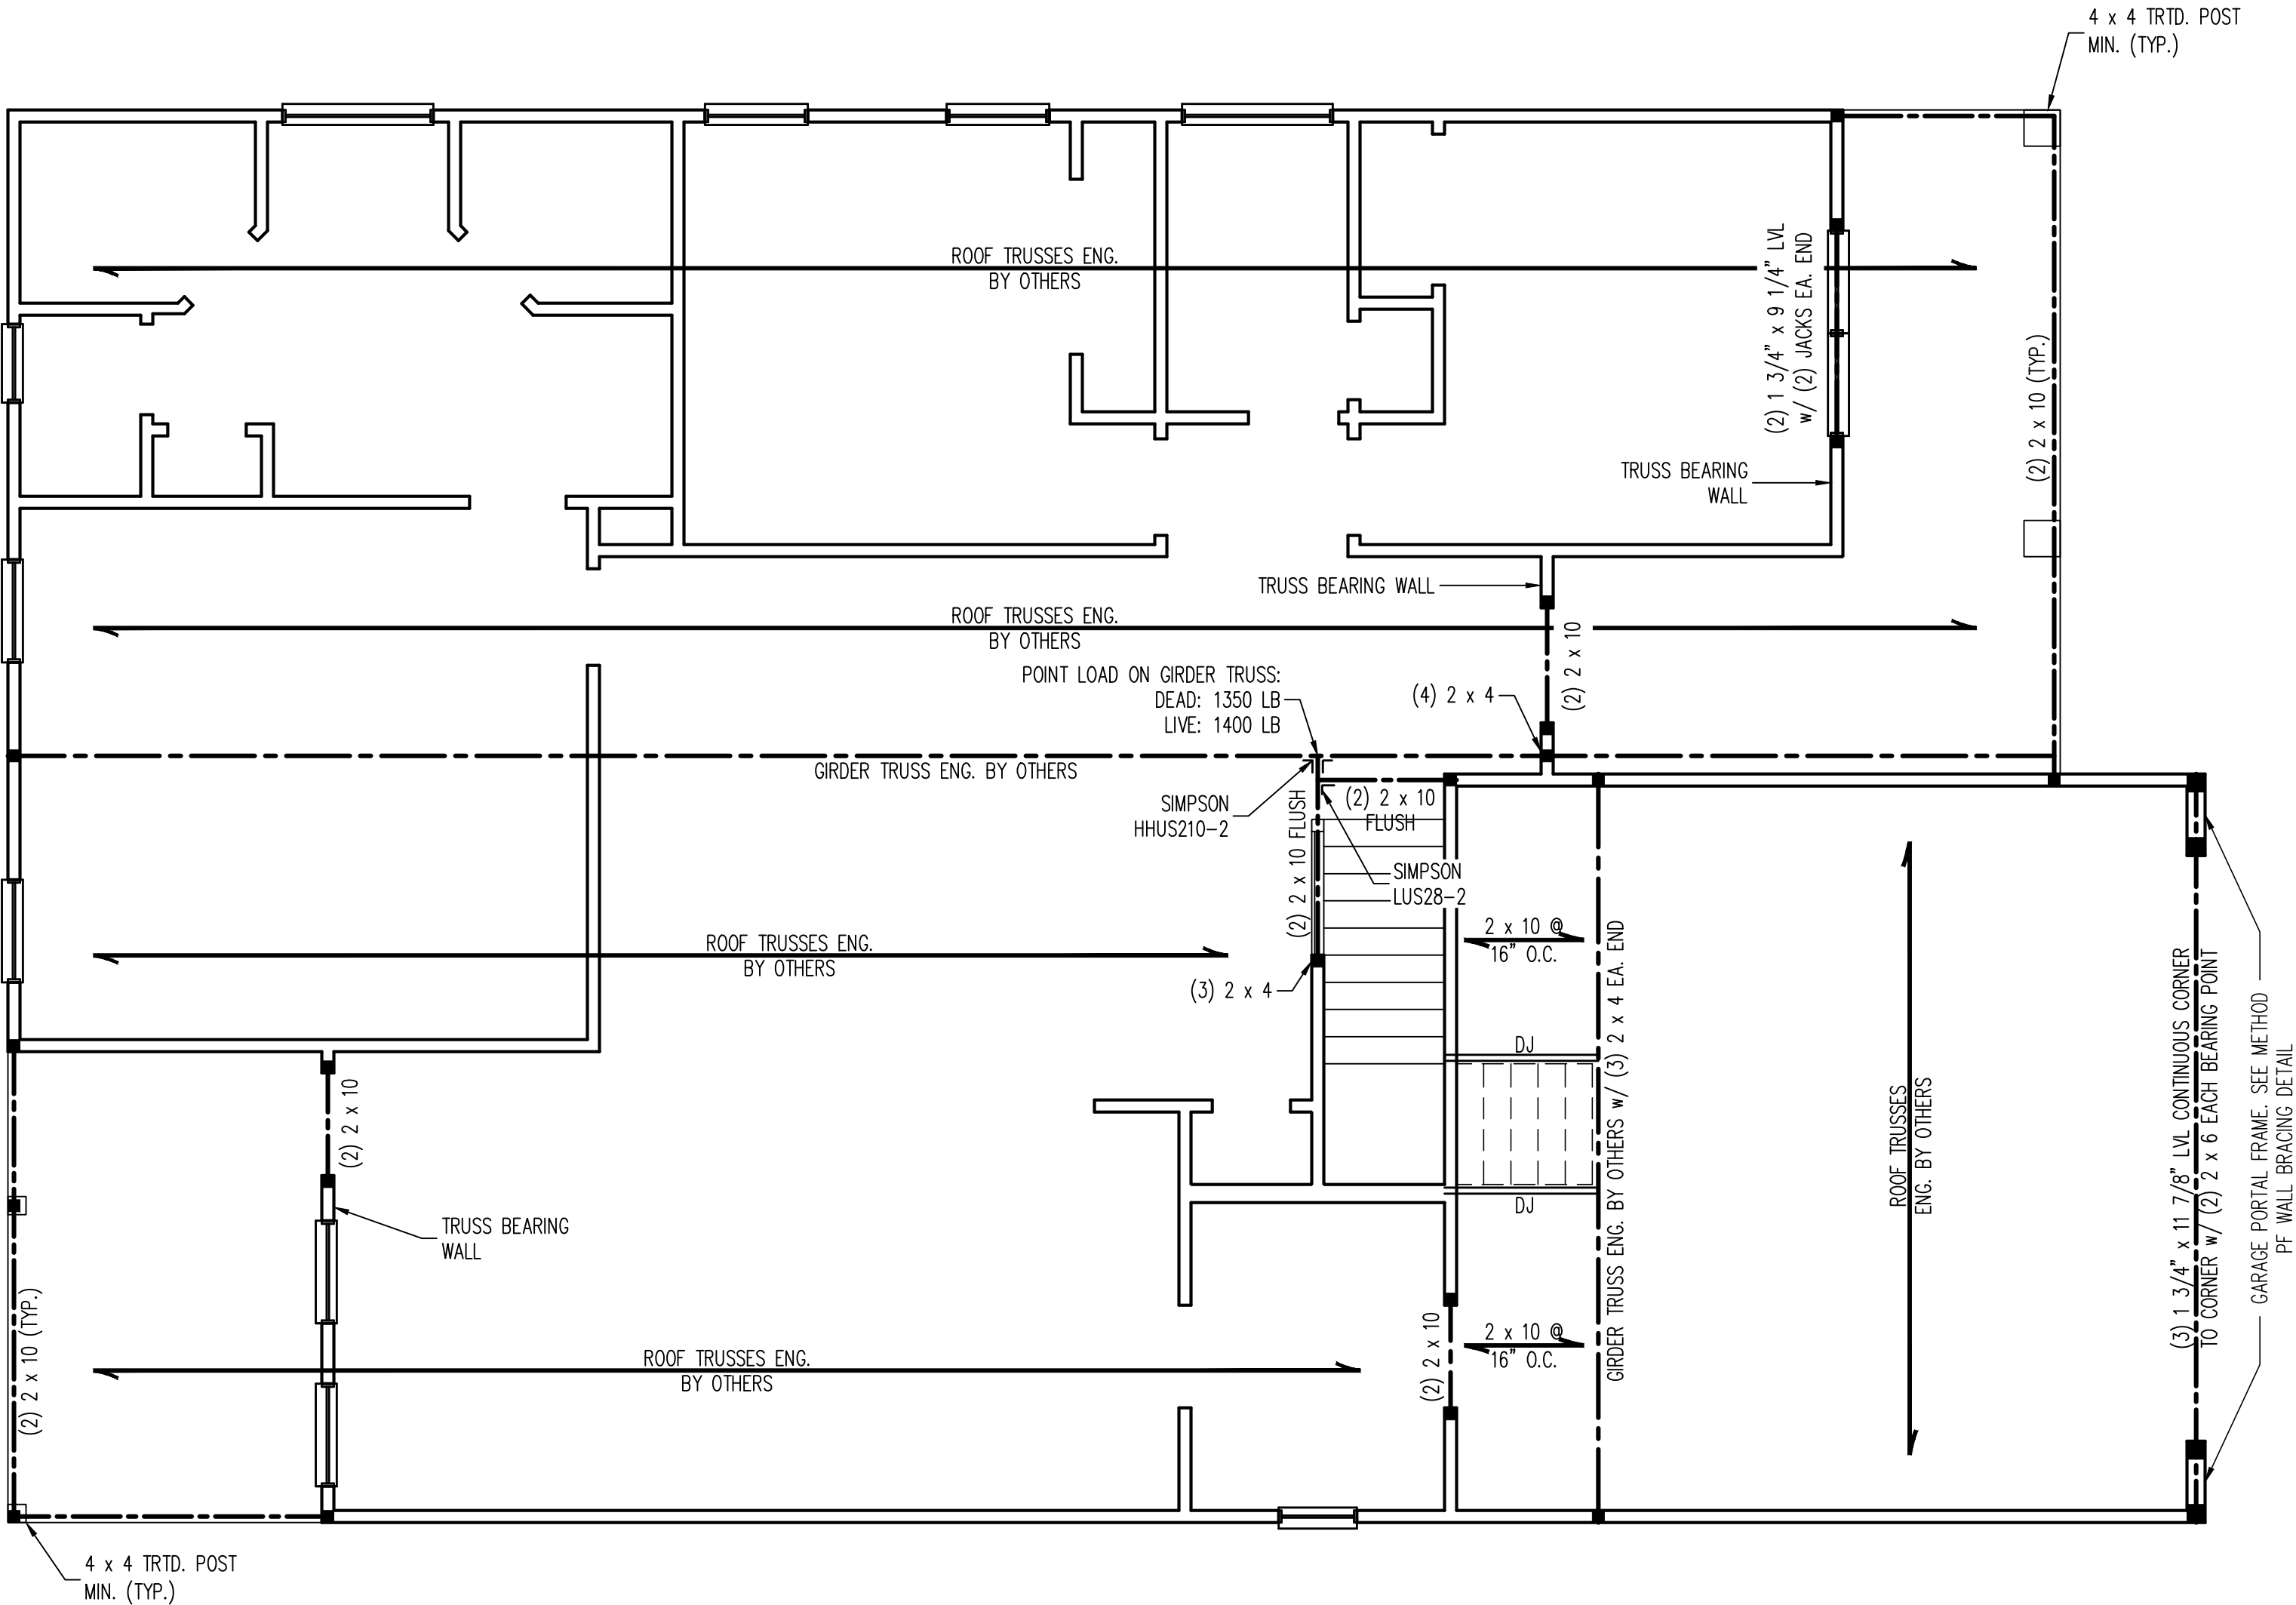 4 x 4 TRTD. POST
MIN. (TYP.)
ROOF TRUSSES ENG.
BY OTHERS
(2) 1 3/4" x 9 1/4" LVL
w/ (2) JACKS EA. END
(2) 2 x 10 (TYP.)
TRUSS BEARING
WALL
TRUSS BEARING WALL
ROOF TRUSSES ENG.
BY OTHERS
(2) 2 x 10
POINT LOAD ON GIRDER TRUSS:
DEAD: 1350 LB
LIVE: 1400 LB
(4) 2 x 4
GIRDER TRUSS ENG. BY OTHERS
SIMPSON
HHUS210-2
(2) 2 x 10 FLUSH
(2) 2 x 10
FLUSH
SIMPSON
LUS28-2
ROOF TRUSSES ENG.
BY OTHERS
(3) 2 x 4
2 x 10 @
16" O.C.
DJ
DJ
GIRDER TRUSS ENG. BY OTHERS w/ (3) 2 x 4 EA. END
ROOF TRUSSES
ENG. BY OTHERS
(3) 1 3/4" x 11 7/8" LVL CONTINUOUS CORNER
TO CORNER w/ (2) 2 x 6 EACH BEARING POINT
GARAGE PORTAL FRAME. SEE METHOD
PF WALL BRACING DETAIL
(2) 2 x 10
TRUSS BEARING
WALL
(2) 2 x 10 (TYP.)
ROOF TRUSSES ENG.
BY OTHERS
(2) 2 x 10
2 x 10 @
16" O.C.
4 x 4 TRTD. POST
MIN. (TYP.)